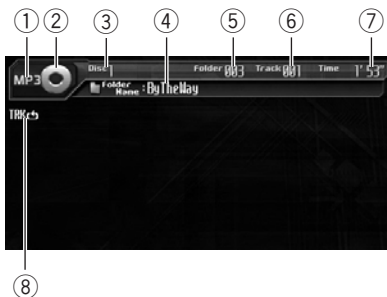 ① ② ③ ④ ⑤ ⑥ ⑦
MP3 Disc 1 Folder 003 Track 001 Time 1' 53"
Folder Name : ByTheWay
TRK
⑧